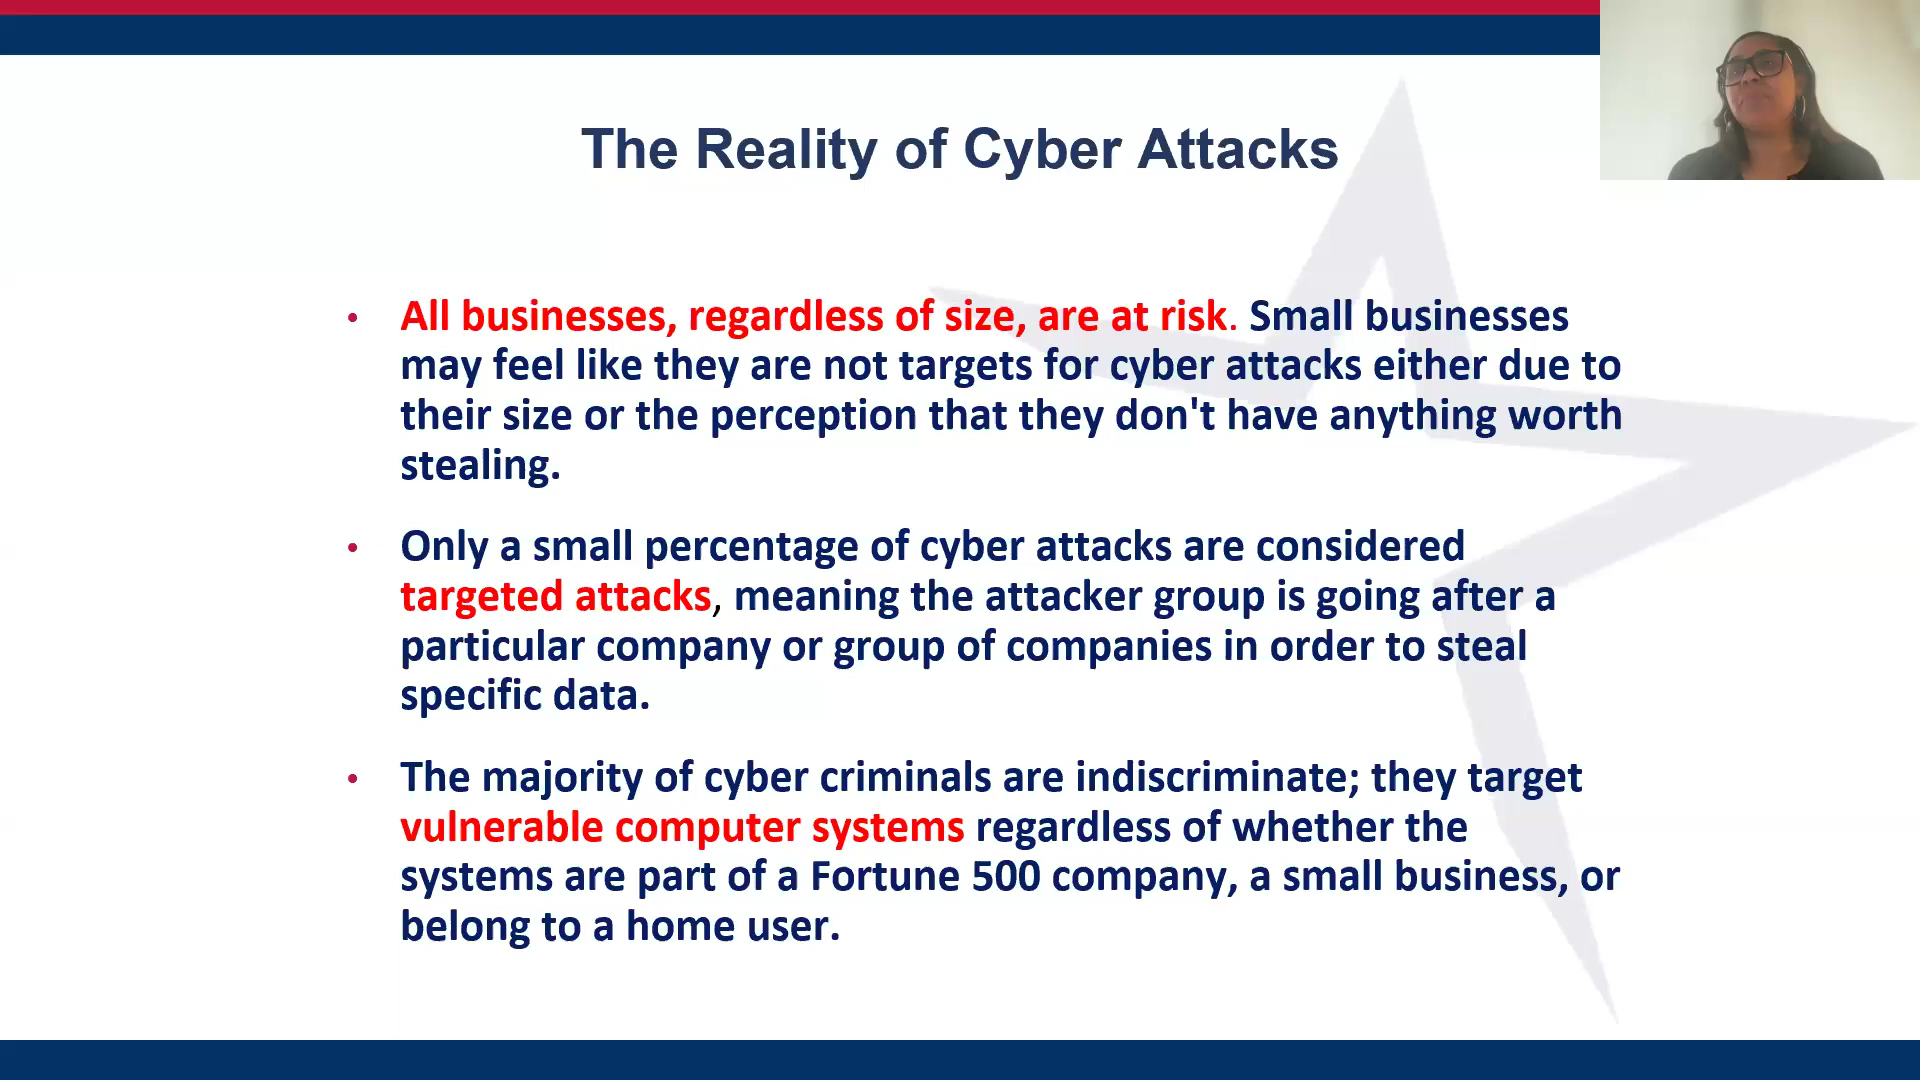 The Reality of Cyber Attacks
• All businesses, regardless of size, are at risk. Small businesses
may feel like they are not targets for cyber attacks either due to
their size or the perception that they don't have anything worth
stealing.
• Only a small percentage of cyber attacks are considered
targeted attacks, meaning the attacker group is going after a
particular company or group of companies in order to steal
specific data.
• The majority of cyber criminals are indiscriminate; they target
vulnerable computer systems regardless of whether the
systems are part of a Fortune 500 company, a small business, or
belong to a home user.